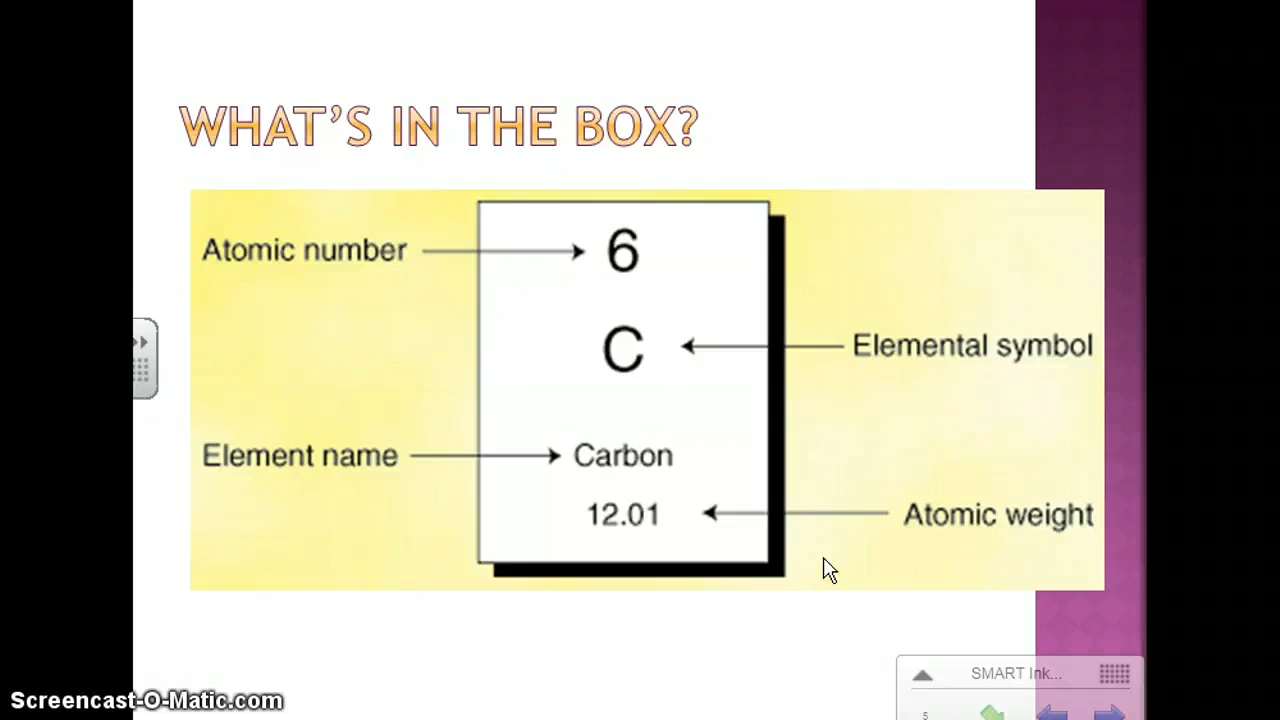 WHAT'S IN THE BOX?
Atomic number
6
C
Elemental symbol
Element name
Carbon
12.01
Atomic weight
SMART Ink...
5
Screencast-O-Matic.com